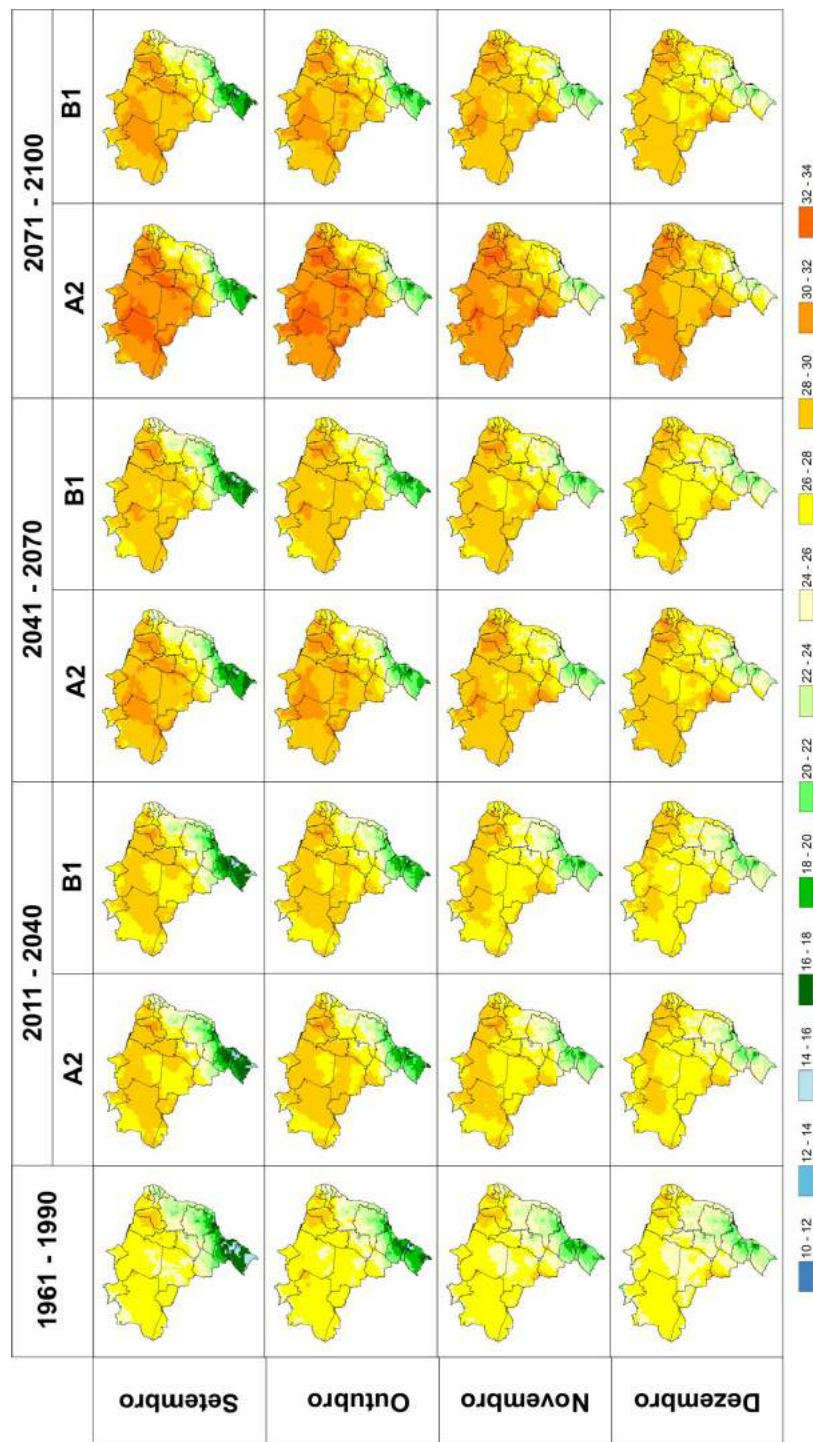 1961 - 1990
2011 - 2040
2041 - 2070
2071 - 2100
A2
B1
A2
B1
A2
B1
Setembro
Outubro
Novembro
Dezembro
10 - 12
12 - 14
14 - 16
16 - 18
18 - 20
20 - 22
22 - 24
24 - 26
26 - 28
28 - 30
30 - 32
32 - 34